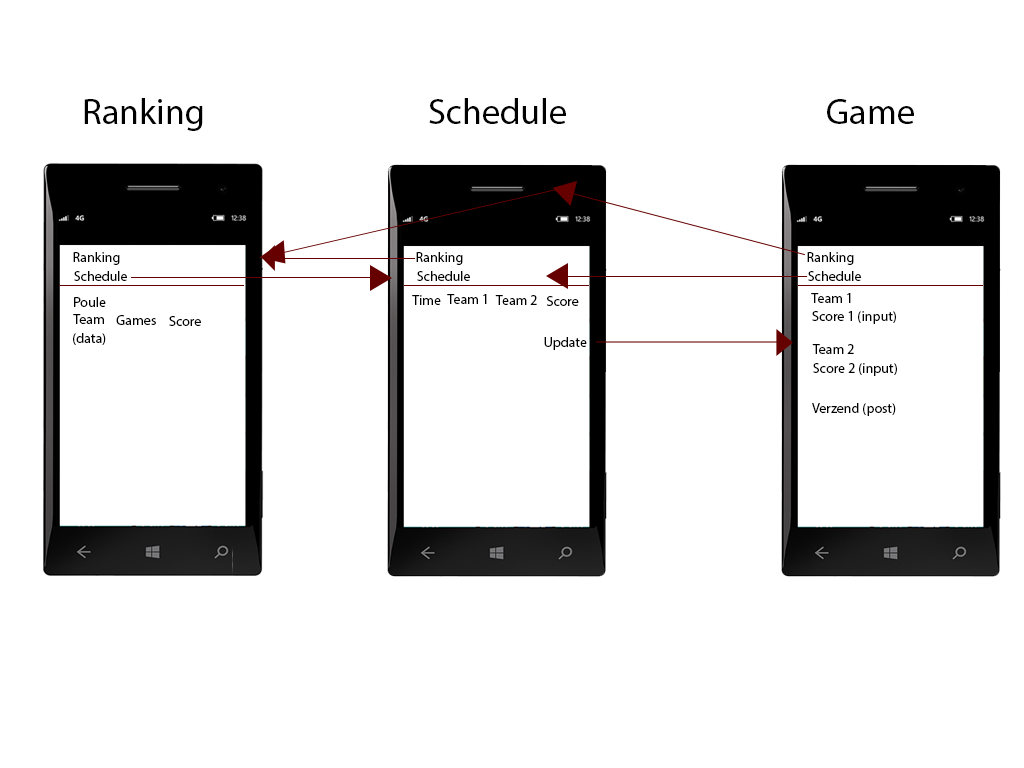 Ranking
Schedule
Game
4G 12:38
4G 12:38
4G 12:38
Ranking
Schedule
Poule
Team Games Score
(data)
Ranking
Schedule
Time Team 1 Team 2 Score
Update
Ranking
Schedule
Team 1
Score 1 (input)
Team 2
Score 2 (input)
Verzend (post)